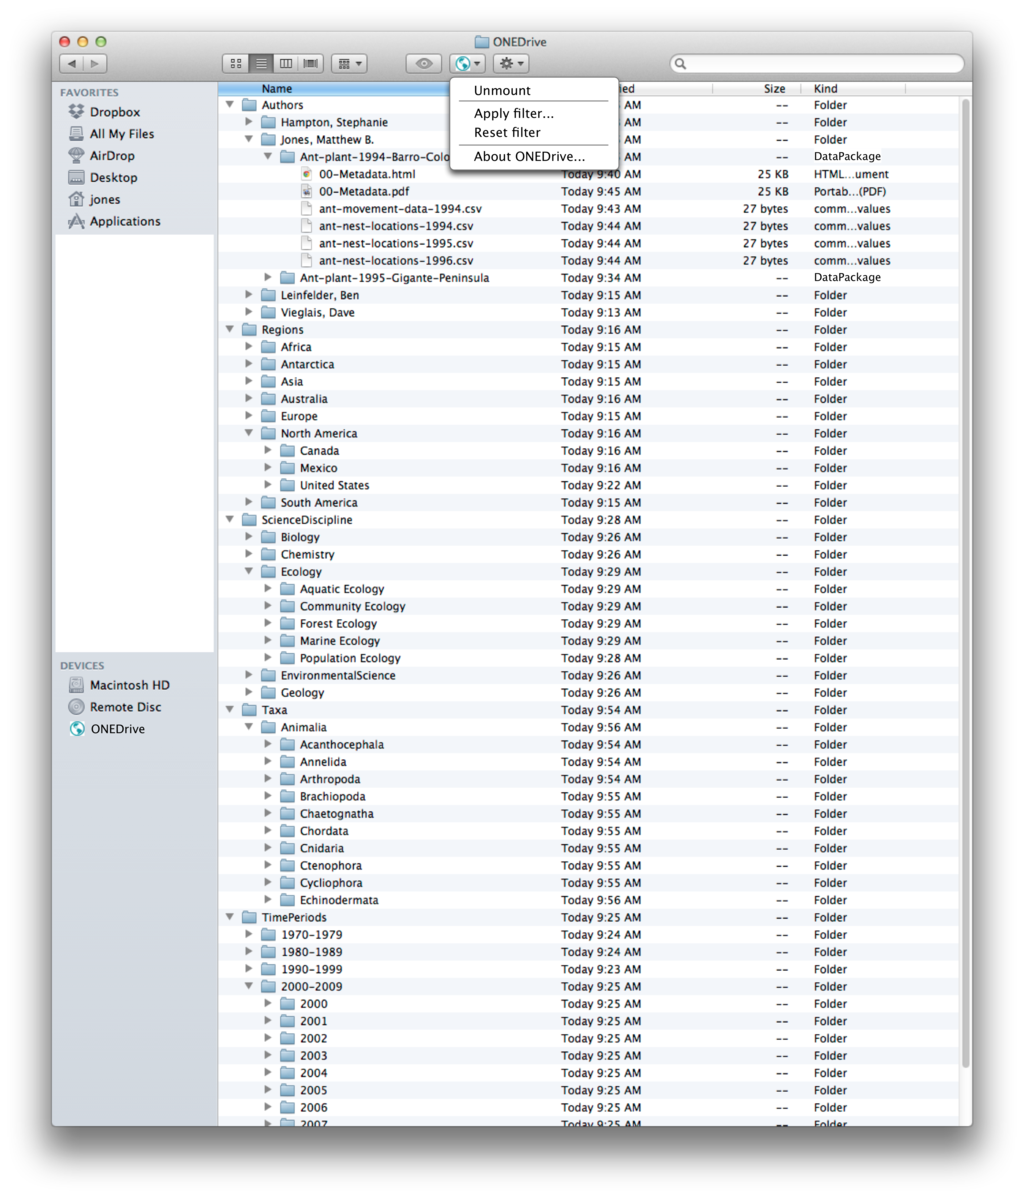 ONEDrive
Name ied Size Kind
FAVORITES
Dropbox
All My Files
AirDrop
Desktop
jones
Applications
DEVICES
Macintosh HD
Remote Disc
ONEDrive
Unmount
Apply filter...
Reset filter
About ONEDrive...
Authors AM -- Folder
Hampton, Stephanie AM -- Folder
Jones, Matthew B. AM -- Folder
Ant-plant-1994-Barro-Colo AM -- DataPackage
00-Metadata.html Today 9:40 AM 25 KB HTML...ument
00-Metadata.pdf Today 9:45 AM 25 KB Portab...(PDF)
ant-movement-data-1994.csv Today 9:43 AM 27 bytes comm...values
ant-nest-locations-1994.csv Today 9:44 AM 27 bytes comm...values
ant-nest-locations-1995.csv Today 9:44 AM 27 bytes comm...values
ant-nest-locations-1996.csv Today 9:44 AM 27 bytes comm...values
Ant-plant-1995-Gigante-Peninsula Today 9:34 AM -- DataPackage
Leinfelder, Ben Today 9:15 AM -- Folder
Vieglais, Dave Today 9:13 AM -- Folder
Regions Today 9:16 AM -- Folder
Africa Today 9:15 AM -- Folder
Antarctica Today 9:15 AM -- Folder
Asia Today 9:15 AM -- Folder
Australia Today 9:16 AM -- Folder
Europe Today 9:15 AM -- Folder
North America Today 9:16 AM -- Folder
Canada Today 9:16 AM -- Folder
Mexico Today 9:16 AM -- Folder
United States Today 9:22 AM -- Folder
South America Today 9:15 AM -- Folder
ScienceDiscipline Today 9:28 AM -- Folder
Biology Today 9:26 AM -- Folder
Chemistry Today 9:26 AM -- Folder
Ecology Today 9:29 AM -- Folder
Aquatic Ecology Today 9:29 AM -- Folder
Community Ecology Today 9:29 AM -- Folder
Forest Ecology Today 9:29 AM -- Folder
Marine Ecology Today 9:29 AM -- Folder
Population Ecology Today 9:28 AM -- Folder
EnvironmentalScience Today 9:26 AM -- Folder
Geology Today 9:26 AM -- Folder
Taxa Today 9:54 AM -- Folder
Animalia Today 9:56 AM -- Folder
Acanthocephala Today 9:54 AM -- Folder
Annelida Today 9:54 AM -- Folder
Arthropoda Today 9:54 AM -- Folder
Brachiopoda Today 9:55 AM -- Folder
Chaetognatha Today 9:55 AM -- Folder
Chordata Today 9:55 AM -- Folder
Cnidaria Today 9:55 AM -- Folder
Ctenophora Today 9:55 AM -- Folder
Cycliophora Today 9:55 AM -- Folder
Echinodermata Today 9:56 AM -- Folder
TimePeriods Today 9:25 AM -- Folder
1970-1979 Today 9:24 AM -- Folder
1980-1989 Today 9:24 AM -- Folder
1990-1999 Today 9:23 AM -- Folder
2000-2009 Today 9:25 AM -- Folder
2000 Today 9:25 AM -- Folder
2001 Today 9:25 AM -- Folder
2002 Today 9:25 AM -- Folder
2003 Today 9:25 AM -- Folder
2004 Today 9:25 AM -- Folder
2005 Today 9:25 AM -- Folder
2006 Today 9:25 AM -- Folder
2007 Today 9:25 AM -- Folder